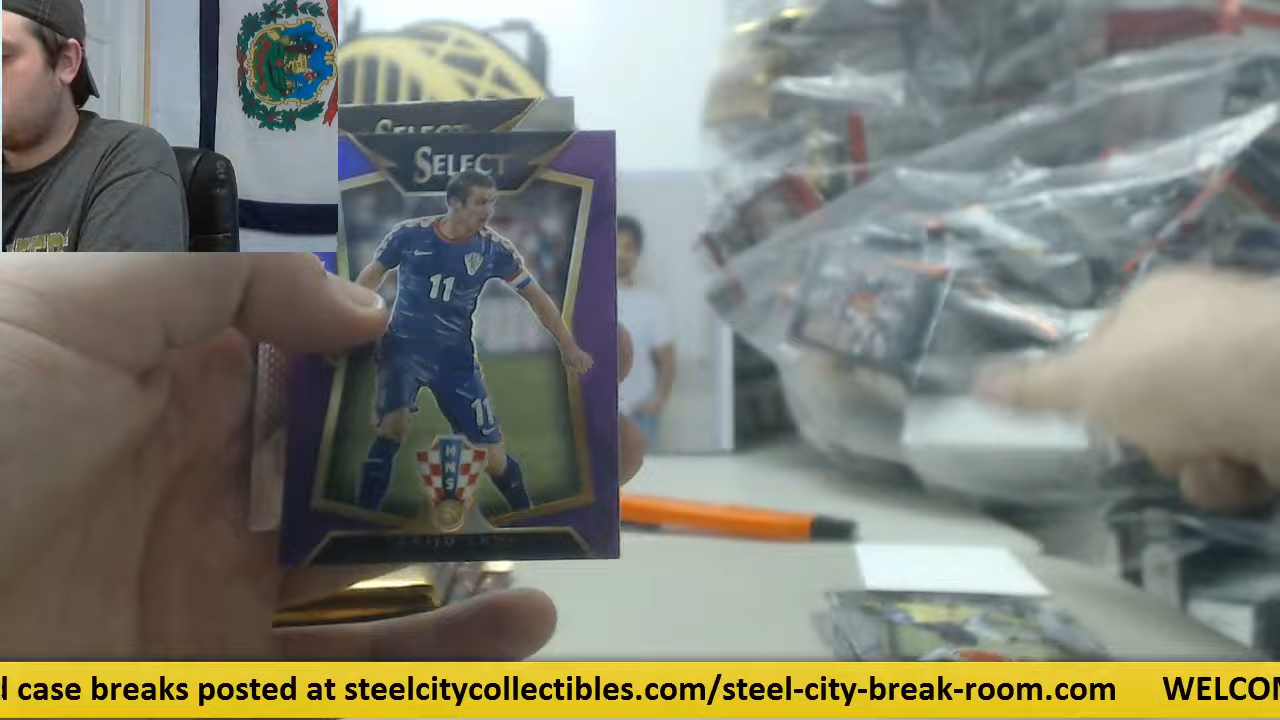 SELECT
SELECT
11
11
HNS
d case breaks posted at steelcitycollectibles.com/steel-city-break-room.com WELCOM